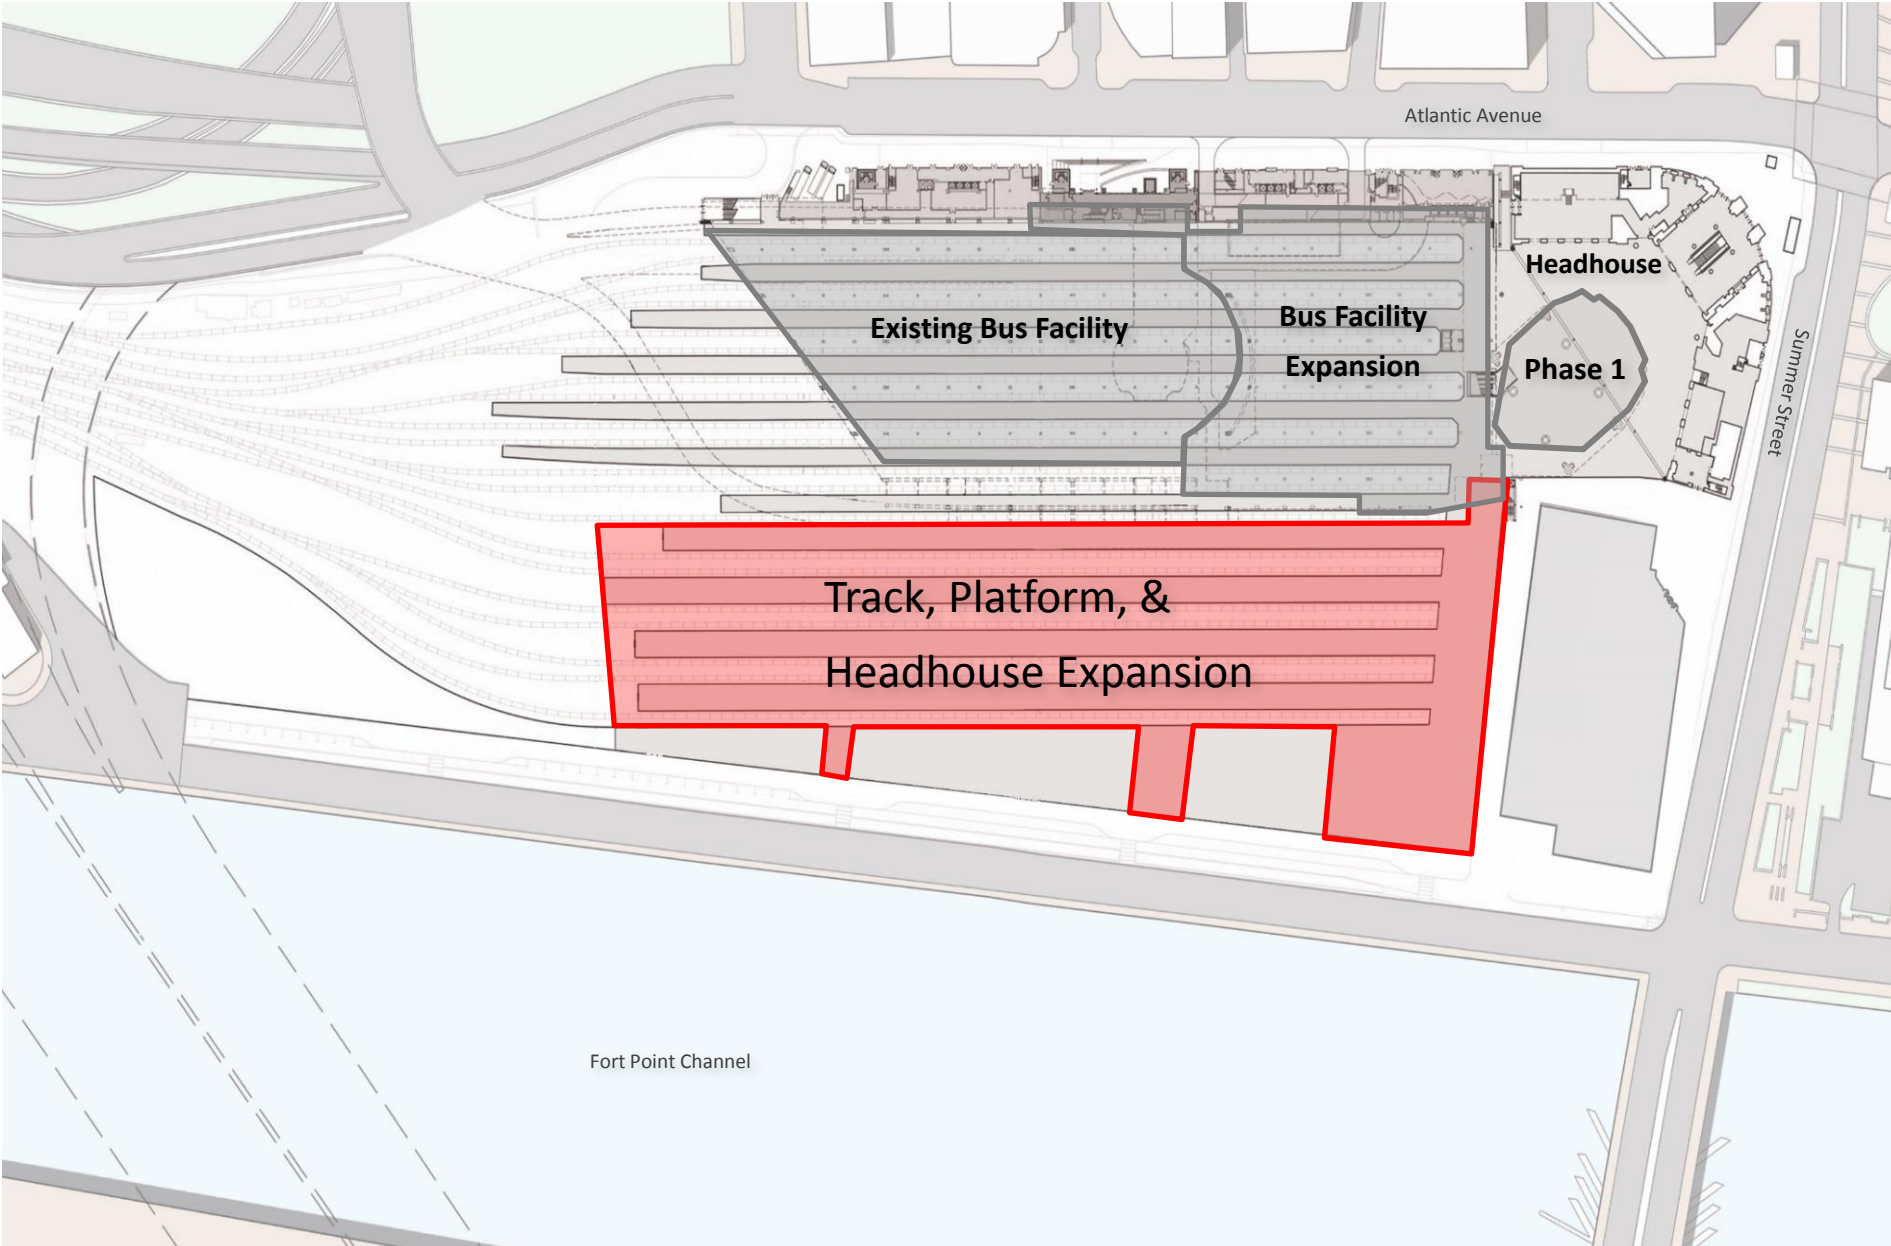 Atlantic Avenue
Headhouse
Existing Bus Facility
Bus Facility
Expansion
Phase 1
Summer Street
Track, Platform, &
Headhouse Expansion
Fort Point Channel